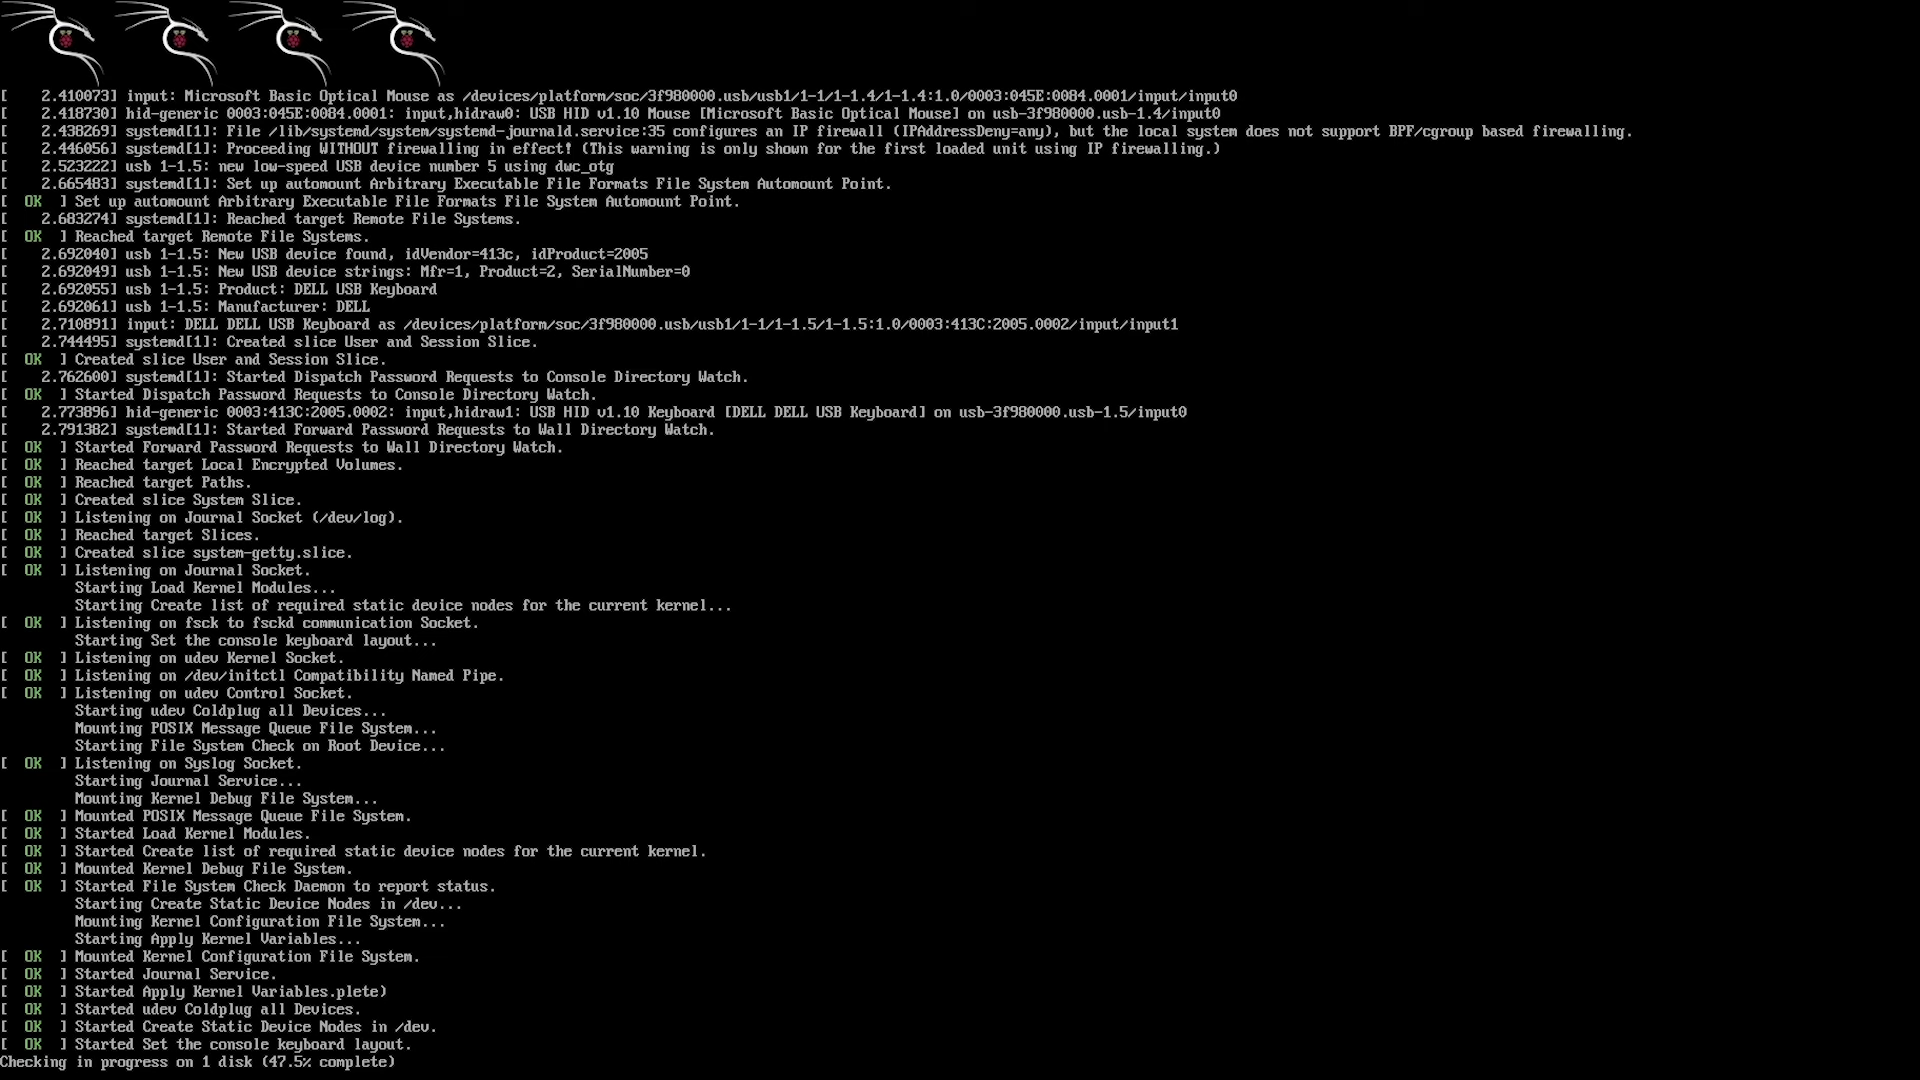 [    2.410073] input: Microsoft Basic Optical Mouse as /devices/platform/soc/3f980000.usb/usb1/1-1/1-1.4/1-1.4:1.0/0003:045E:0084.0001/input/input0
[    2.418730] hid-generic 0003:045E:0084.0001: input,hidraw0: USB HID v1.10 Mouse [Microsoft Basic Optical Mouse] on usb-3f980000.usb-1.4/input0
[    2.438269] systemd[1]: File /lib/systemd/system/systemd-journald.service:35 configures an IP firewall (IPAddressDeny=any), but the local system does not support BPF/cgroup based firewalling.
[    2.446056] systemd[1]: Proceeding WITHOUT firewalling in effect! (This warning is only shown for the first loaded unit using IP firewalling.)
[    2.523222] usb 1-1.5: new low-speed USB device number 5 using dwc_otg
[    2.665483] systemd[1]: Set up automount Arbitrary Executable File Formats File System Automount Point.
[  OK  ] Set up automount Arbitrary Executable File Formats File System Automount Point.
[    2.683274] systemd[1]: Reached target Remote File Systems.
[  OK  ] Reached target Remote File Systems.
[    2.692040] usb 1-1.5: New USB device found, idVendor=413c, idProduct=2005
[    2.692049] usb 1-1.5: New USB device strings: Mfr=1, Product=2, SerialNumber=0
[    2.692055] usb 1-1.5: Product: DELL USB Keyboard
[    2.692061] usb 1-1.5: Manufacturer: DELL
[    2.710891] input: DELL DELL USB Keyboard as /devices/platform/soc/3f980000.usb/usb1/1-1/1-1.5/1-1.5:1.0/0003:413C:2005.0002/input/input1
[    2.744495] systemd[1]: Created slice User and Session Slice.
[  OK  ] Created slice User and Session Slice.
[    2.762600] systemd[1]: Started Dispatch Password Requests to Console Directory Watch.
[  OK  ] Started Dispatch Password Requests to Console Directory Watch.
[    2.773896] hid-generic 0003:413C:2005.0002: input,hidraw1: USB HID v1.10 Keyboard [DELL DELL USB Keyboard] on usb-3f980000.usb-1.5/input0
[    2.791382] systemd[1]: Started Forward Password Requests to Wall Directory Watch.
[  OK  ] Started Forward Password Requests to Wall Directory Watch.
[  OK  ] Reached target Local Encrypted Volumes.
[  OK  ] Reached target Paths.
[  OK  ] Created slice System Slice.
[  OK  ] Listening on Journal Socket (/dev/log).
[  OK  ] Reached target Slices.
[  OK  ] Created slice system-getty.slice.
[  OK  ] Listening on Journal Socket.
         Starting Load Kernel Modules...
         Starting Create list of required static device nodes for the current kernel...
[  OK  ] Listening on fsck to fsckd communication Socket.
         Starting Set the console keyboard layout...
[  OK  ] Listening on udev Kernel Socket.
[  OK  ] Listening on /dev/initctl Compatibility Named Pipe.
[  OK  ] Listening on udev Control Socket.
         Starting udev Coldplug all Devices...
         Mounting POSIX Message Queue File System...
         Starting File System Check on Root Device...
[  OK  ] Listening on Syslog Socket.
         Starting Journal Service...
         Mounting Kernel Debug File System...
[  OK  ] Mounted POSIX Message Queue File System.
[  OK  ] Started Load Kernel Modules.
[  OK  ] Started Create list of required static device nodes for the current kernel.
[  OK  ] Mounted Kernel Debug File System.
[  OK  ] Started File System Check Daemon to report status.
         Starting Create Static Device Nodes in /dev...
         Mounting Kernel Configuration File System...
         Starting Apply Kernel Variables...
[  OK  ] Mounted Kernel Configuration File System.
[  OK  ] Started Journal Service.
[  OK  ] Started Apply Kernel Variables.plete)
[  OK  ] Started udev Coldplug all Devices.
[  OK  ] Started Create Static Device Nodes in /dev.
[  OK  ] Started Set the console keyboard layout.
Checking in progress on 1 disk (47.5% complete)